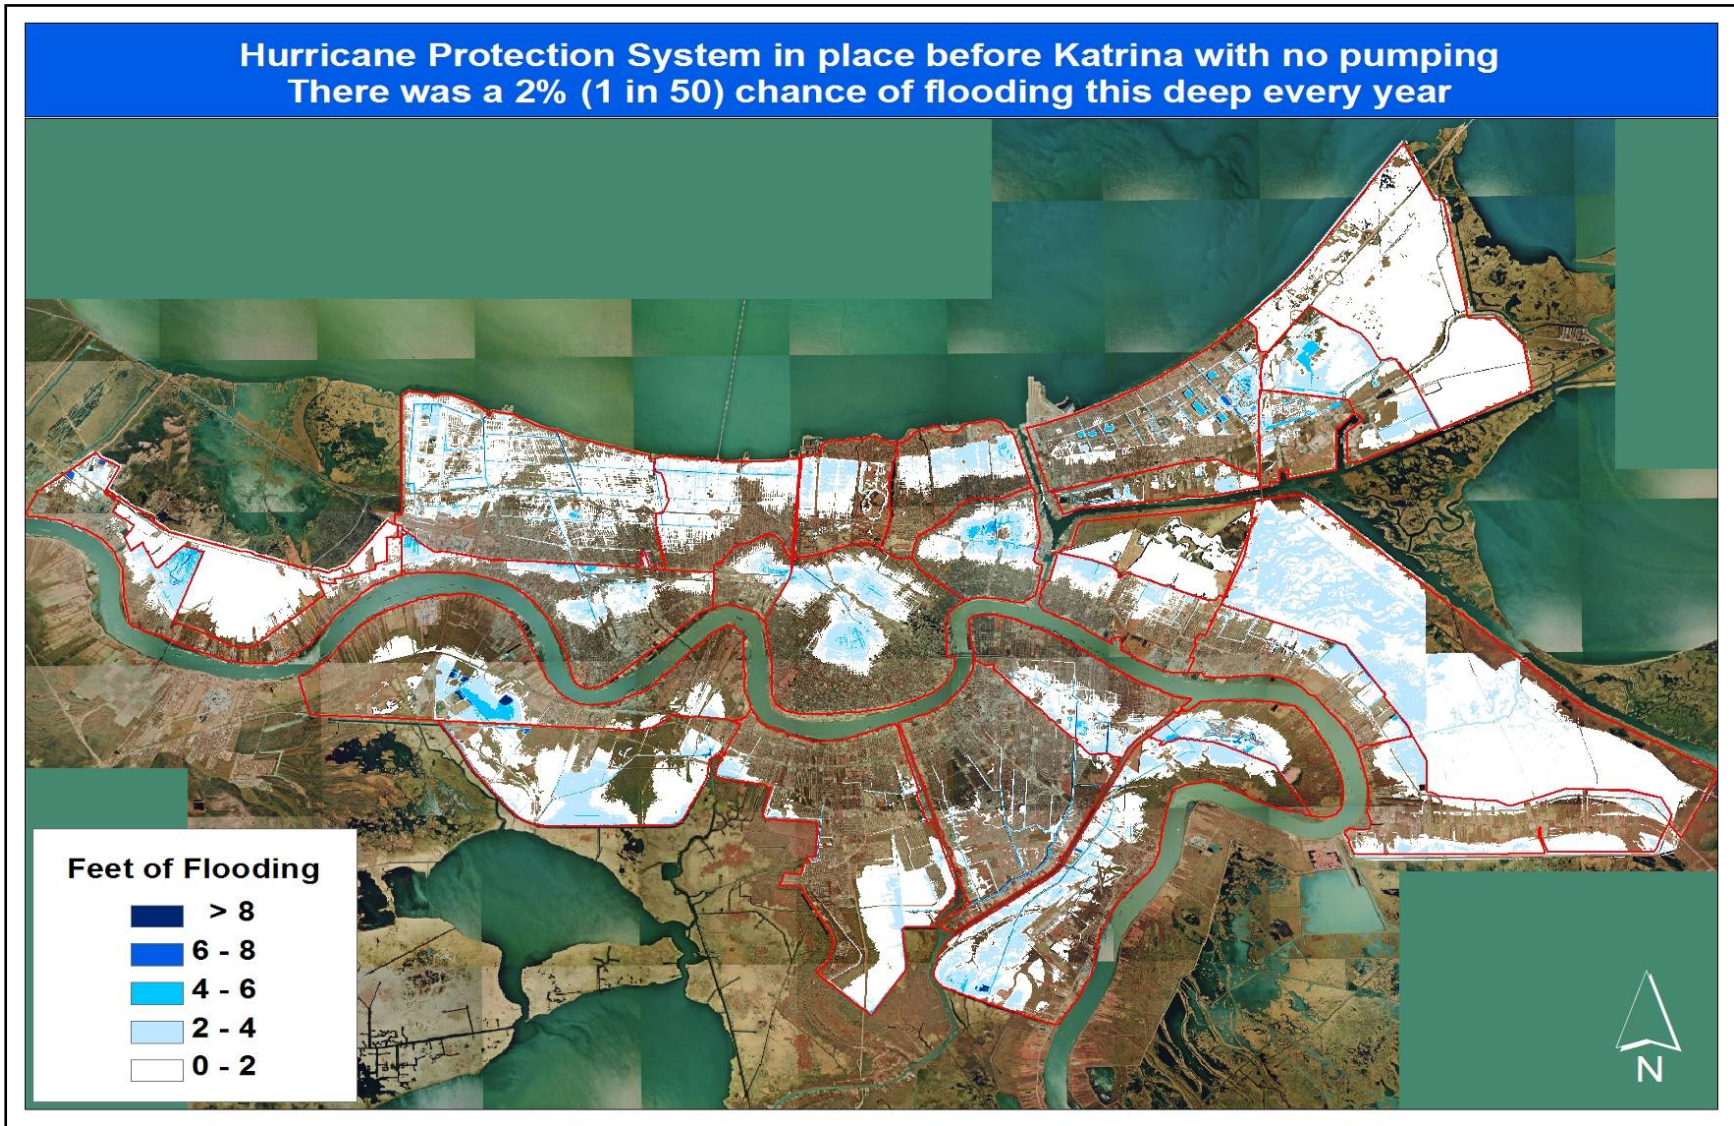 Hurricane Protection System in place before Katrina with no pumping
There was a 2% (1 in 50) chance of flooding this deep every year
Feet of Flooding
> 8
6 - 8
4 - 6
2 - 4
0 - 2
N